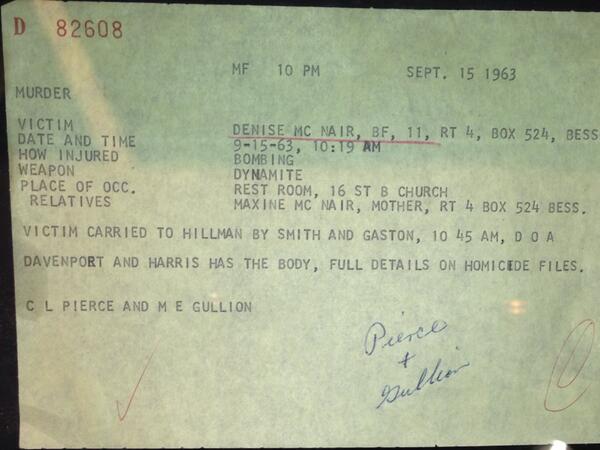 D 82608
MF 10 PM SEPT. 15 1963
MURDER
VICTIM DENISE MC NAIR, BF, 11, RT 4, BOX 524, BESS
DATE AND TIME 9-15-63, 10:19 AM
HOW INJURED BOMBING
WEAPON DYNAMITE
PLACE OF OCC. REST ROOM, 16 ST B CHURCH
RELATIVES MAXINE MC NAIR, MOTHER, RT 4 BOX 524 BESS.
VICTIM CARRIED TO HILLMAN BY SMITH AND GASTON, 10 45 AM, D O A
DAVENPORT AND HARRIS HAS THE BODY, FULL DETAILS ON HOMICIDE FILES.
C L PIERCE AND M E GULLION
Pierce
+
Gullion